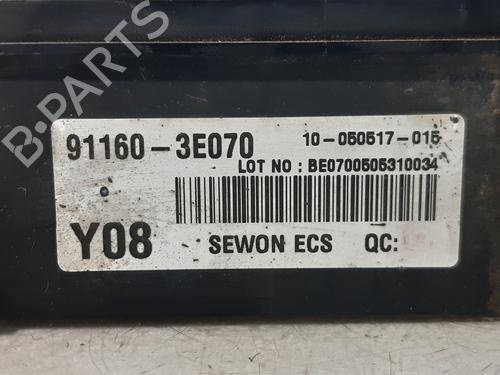 91160-3E070
10-050517-015
LOT NO : BE0700505310034
Y08 SEWON ECS QC:
B-PARTS